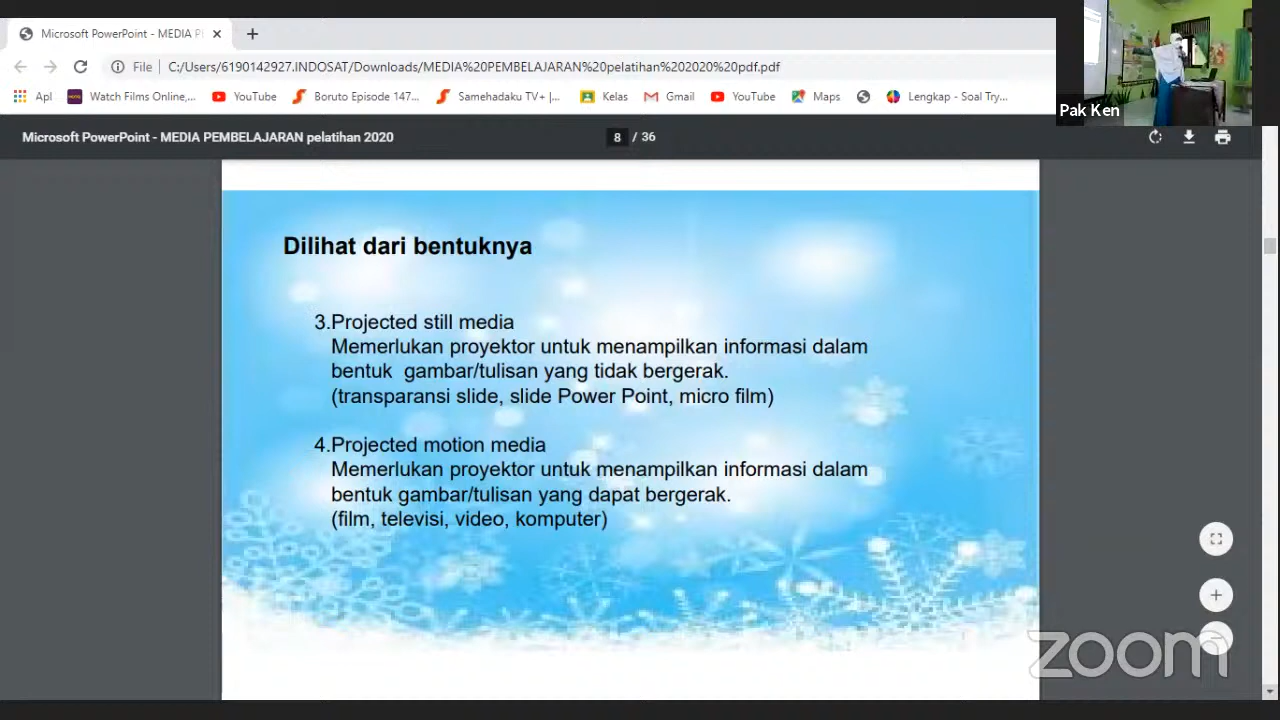 Microsoft PowerPoint - MEDIA P
File
C:/Users/6190142927.INDOSAT/Downloads/MEDIA%20PEMBELAJARAN%20pelatihan%202020%20pdf.pdf
Apl
Watch Films Online,...
YouTube
Boruto Episode 147...
Samehadaku TV+ |...
Kelas
Gmail
YouTube
Maps
Lengkap - Soal Try...
Pak Ken
Microsoft PowerPoint - MEDIA PEMBELAJARAN pelatihan 2020
8 / 36
Dilihat dari bentuknya
3.Projected still media
Memerlukan proyektor untuk menampilkan informasi dalam
bentuk gambar/tulisan yang tidak bergerak.
(transparansi slide, slide Power Point, micro film)
4.Projected motion media
Memerlukan proyektor untuk menampilkan informasi dalam
bentuk gambar/tulisan yang dapat bergerak.
(film, televisi, video, komputer)
zoom